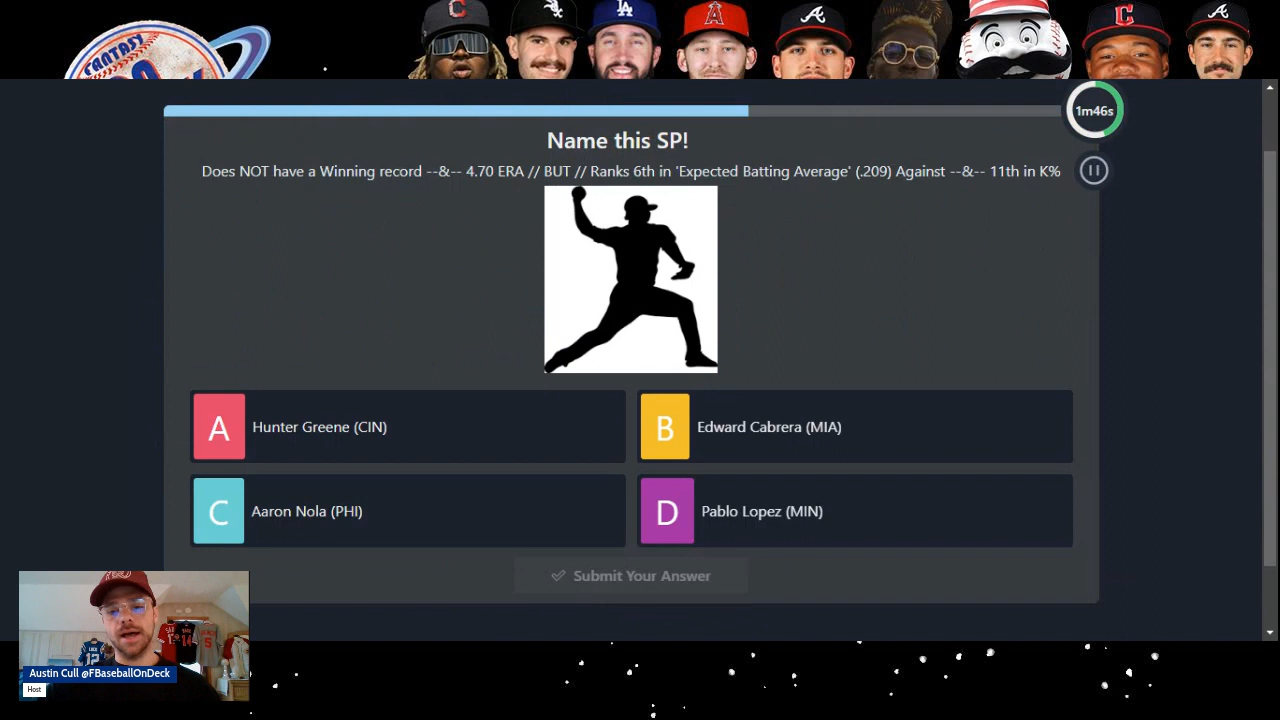 FANTASY
1m46s
Name this SP!
Does NOT have a Winning record --&-- 4.70 ERA // BUT // Ranks 6th in 'Expected Batting Average' (.209) Against --&-- 11th in K%
A Hunter Greene (CIN)
B Edward Cabrera (MIA)
C Aaron Nola (PHI)
D Pablo Lopez (MIN)
Submit Your Answer
Austin Cull @FBaseballOnDeck
Host